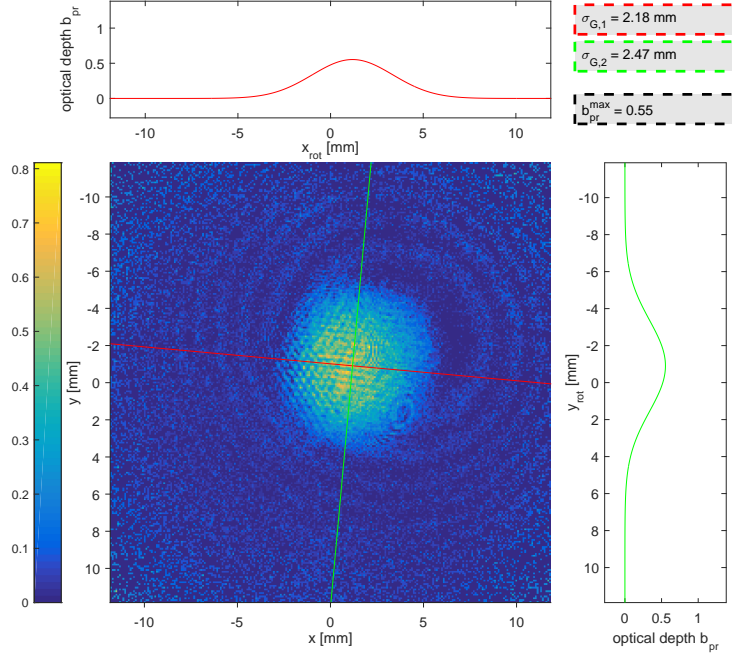 optical depth b_pr
1
0.5
0
-10 -5 0 5 10
x_rot [mm]
σ_G,1 = 2.18 mm
σ_G,2 = 2.47 mm
b_pr^max = 0.55
0.8
0.7
0.6
0.5
0.4
0.3
0.2
0.1
0
y [mm]
-10
-8
-6
-4
-2
0
2
4
6
8
10
-10 -5 0 5 10
x [mm]
y_rot [mm]
-10
-8
-6
-4
-2
0
2
4
6
8
10
0 0.5 1
optical depth b_pr